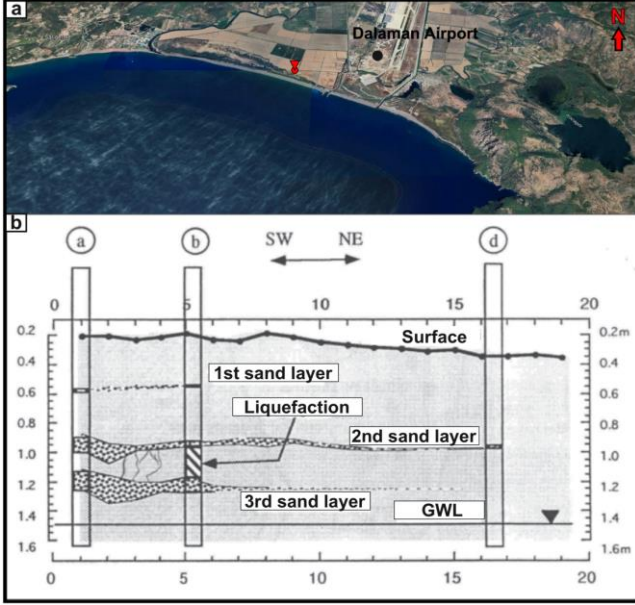 a
N
Dalaman Airport
b
a b SW NE d
0 5 10 15 20
0.2 Surface 0.2m
0.4 0.4
0.6 1st sand layer 0.6
0.8 Liquefaction 0.8
1.0 2nd sand layer 1.0
1.2 3rd sand layer 1.2
1.4 GWL 1.4
1.6 1.6m
0 5 10 15 20